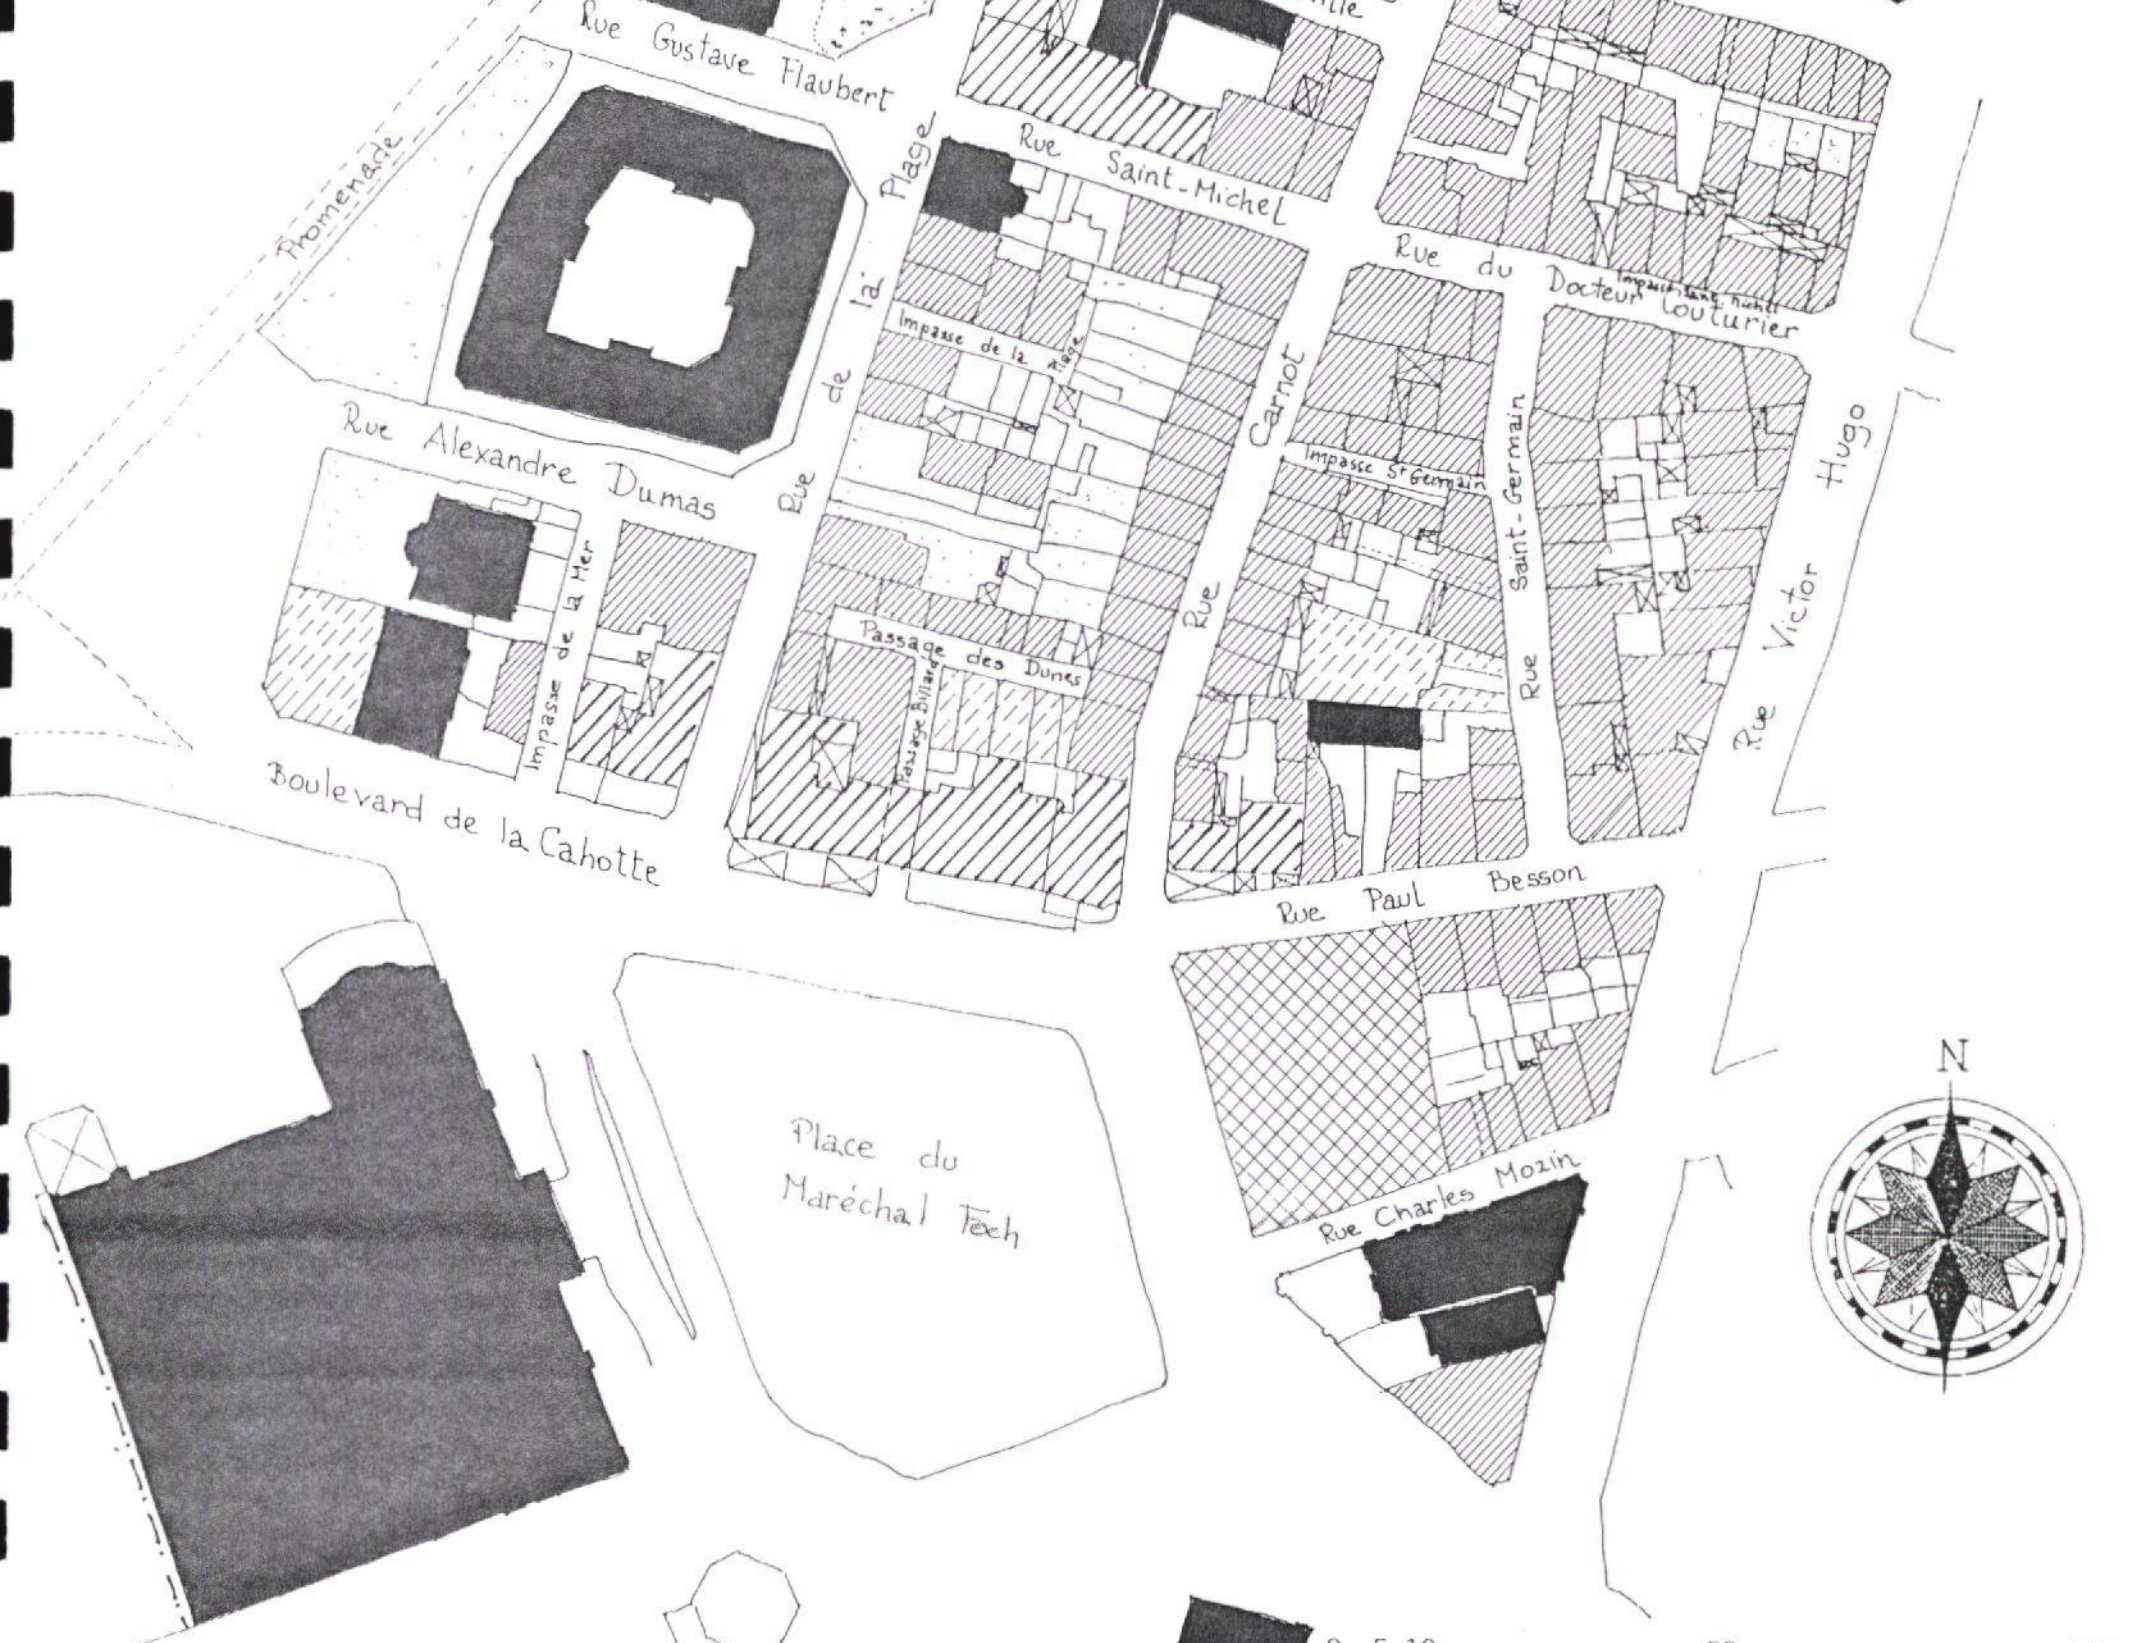 Rue Gustave Flaubert
Promenade
Rue Saint-Michel
Rue de la Plage
Rue du Docteur Couturier
Impasse de la Plage
Rue Carnot
Impasse St Germain
Rue Saint-Germain
Rue Victor Hugo
Rue Alexandre Dumas
Impasse de la Mer
Passage des Dunes
Passage Billard
Boulevard de la Cahotte
Rue Paul Besson
Place du
Maréchal Foch
Rue Charles Mozin
N